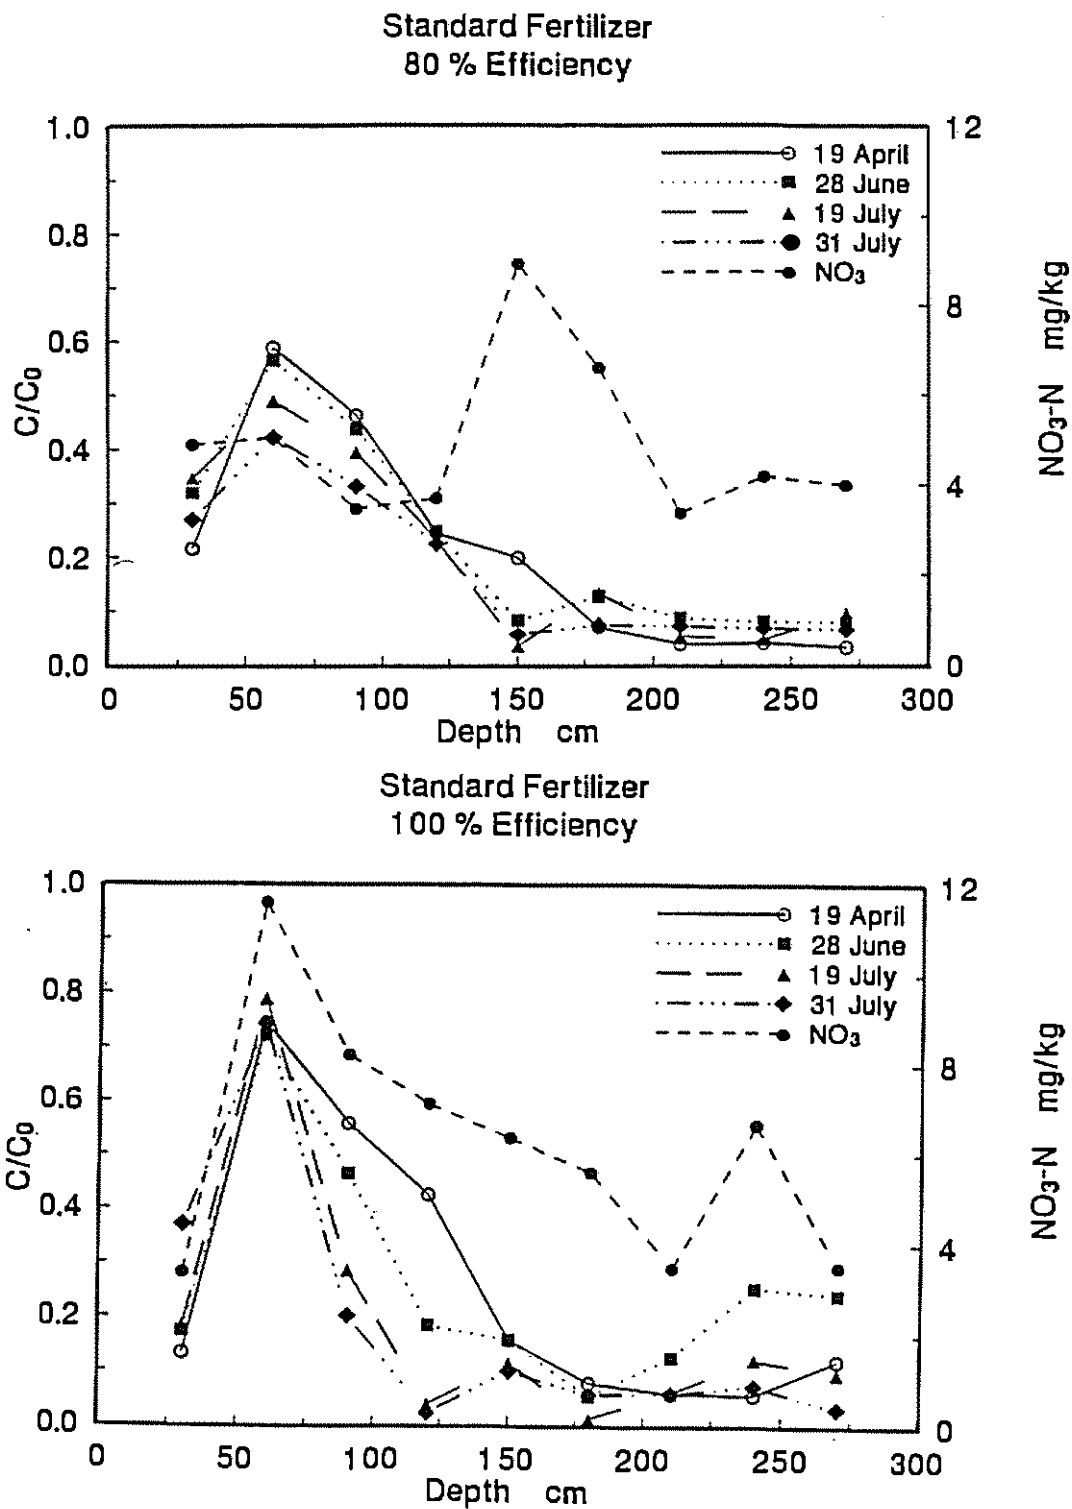 Standard Fertilizer
80 % Efficiency
1.0
0.8
0.6
0.4
0.2
0.0
C/C₀
12
8
4
0
NO₃-N mg/kg
19 April
28 June
19 July
31 July
NO₃
0 50 100 150 200 250 300
Depth cm
Standard Fertilizer
100 % Efficiency
1.0
0.8
0.6
0.4
0.2
0.0
C/C₀
12
8
4
0
NO₃-N mg/kg
19 April
28 June
19 July
31 July
NO₃
0 50 100 150 200 250 300
Depth cm